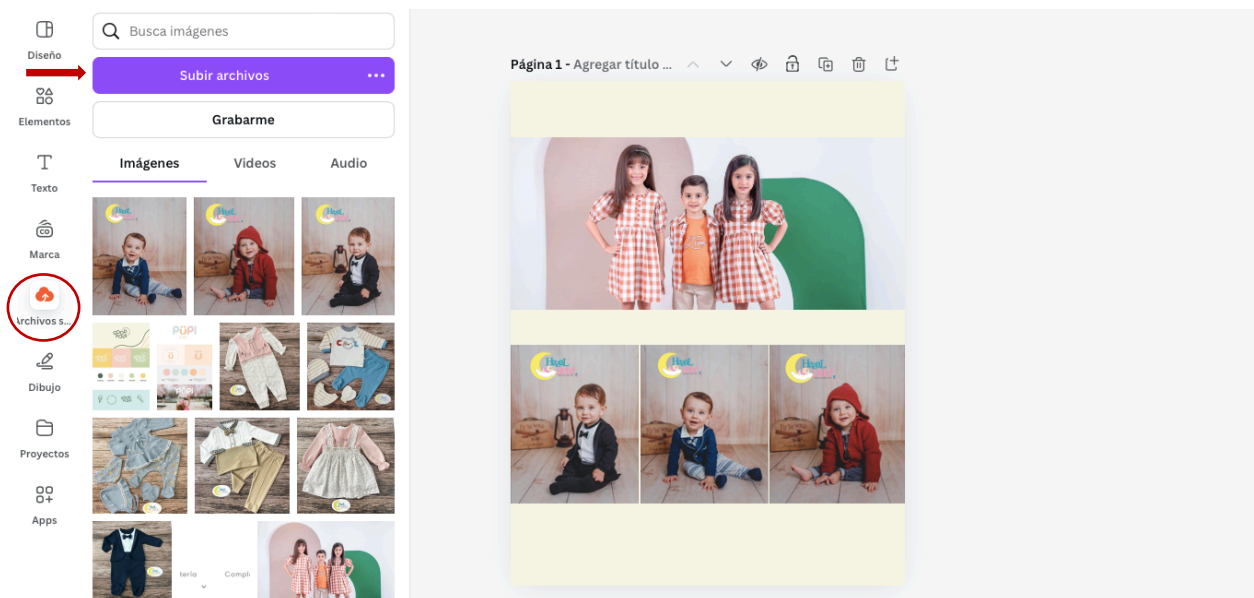 Diseño
Elementos
Texto
Marca
Archivos s...
Dibujo
Proyectos
Apps
Busca imágenes
Subir archivos
Grabarme
Imágenes Videos Audio
PÜPI
Página 1 - Agregar título ...